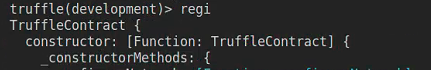 truffle(development)> regi
TruffleContract {
constructor: [Function: TruffleContract] {
_constructorMethods: {